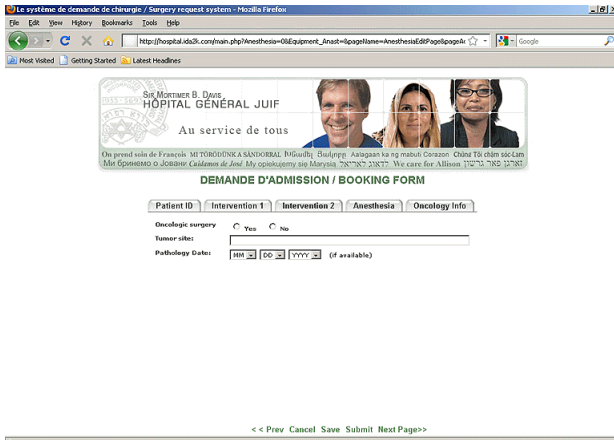 Le système de demande de chirurgie / Surgery request system - Mozilla Firefox
File Edit View History Bookmarks Tools Help
http://hospital.ida2k.com/main.php?Anesthesia=0&Equipment_Anast=&pageName=AnesthesiaEditPage&pageAc
Google
Most Visited Getting Started Latest Headlines
SIR MORTIMER B. DAVIS
HÔPITAL GÉNÉRAL JUIF
Au service de tous
On prend soin de François MI TÖRŐDÜNK A SÁNDORRAL Aalagaan ka ng mabuti Corazon Chúng Tôi chăm sóc-Lam
Ми бринемо о Јовани Cuidamos de José My opiekujemy się Marysią דואג לאריאל We care for Allison
DEMANDE D'ADMISSION / BOOKING FORM
Patient ID Intervention 1 Intervention 2 Anesthesia Oncology Info
Oncologic surgery Yes No
Tumor site:
Pathology Date: MM DD YYYY (if available)
< < Prev Cancel Save Submit Next Page>>